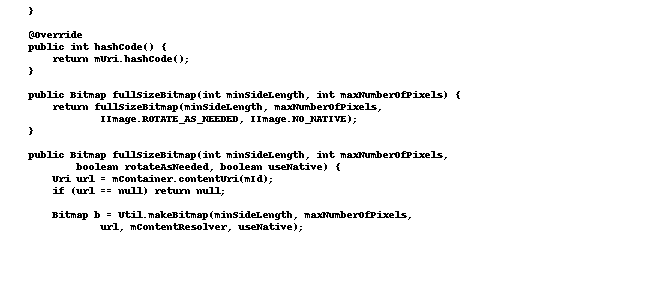 }

@Override
public int hashCode() {
    return mUri.hashCode();
}

public Bitmap fullSizeBitmap(int minSideLength, int maxNumberOfPixels) {
    return fullSizeBitmap(minSideLength, maxNumberOfPixels,
            IImage.ROTATE_AS_NEEDED, IImage.NO_NATIVE);
}

public Bitmap fullSizeBitmap(int minSideLength, int maxNumberOfPixels,
        boolean rotateAsNeeded, boolean useNative) {
    Uri url = mContainer.contentUri(mId);
    if (url == null) return null;

    Bitmap b = Util.makeBitmap(minSideLength, maxNumberOfPixels,
            url, mContentResolver, useNative);